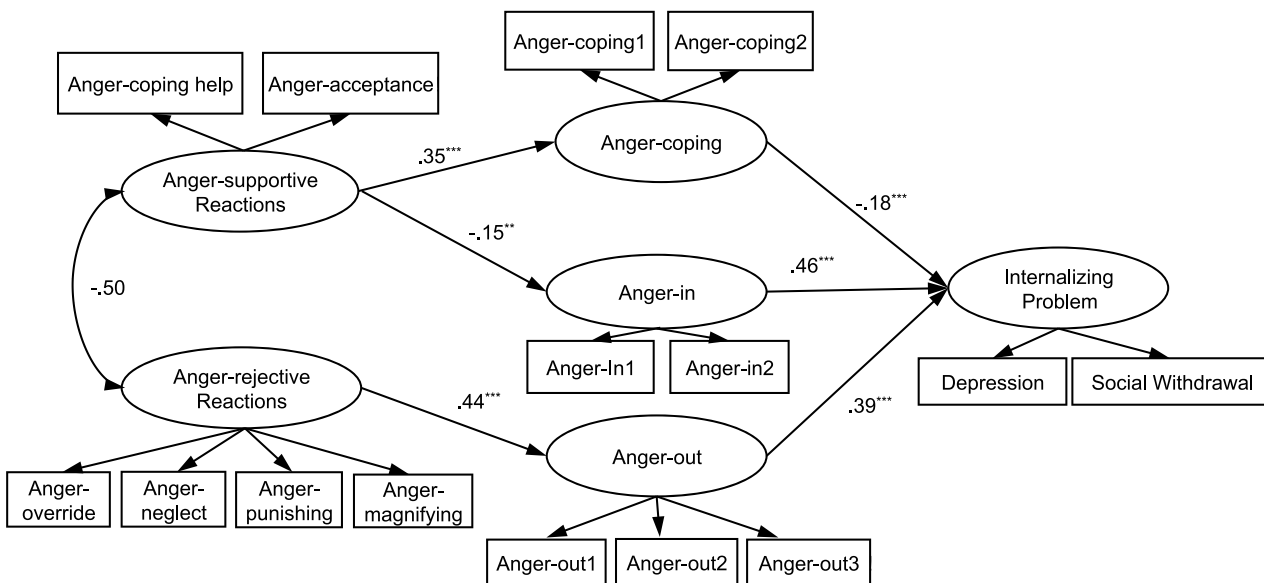 Anger-coping help
Anger-acceptance
Anger-coping1
Anger-coping2
Anger-supportive
Reactions
.35***
Anger-coping
-.18***
-.15**
-.50
Anger-in
.46***
Internalizing
Problem
Anger-In1
Anger-in2
Depression
Social Withdrawal
Anger-rejective
Reactions
.44***
Anger-out
.39***
Anger-
override
Anger-
neglect
Anger-
punishing
Anger-
magnifying
Anger-out1
Anger-out2
Anger-out3